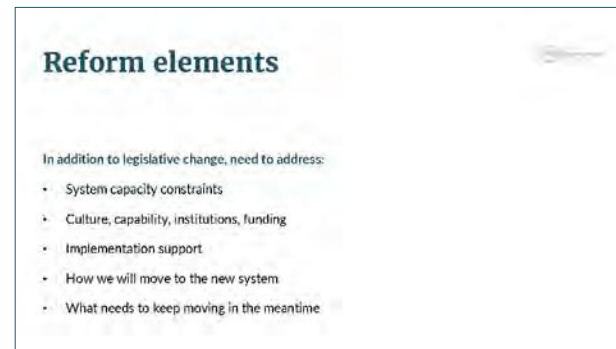 Reform elements
In addition to legislative change, need to address:
• System capacity constraints
• Culture, capability, institutions, funding
• Implementation support
• How we will move to the new system
• What needs to keep moving in the meantime